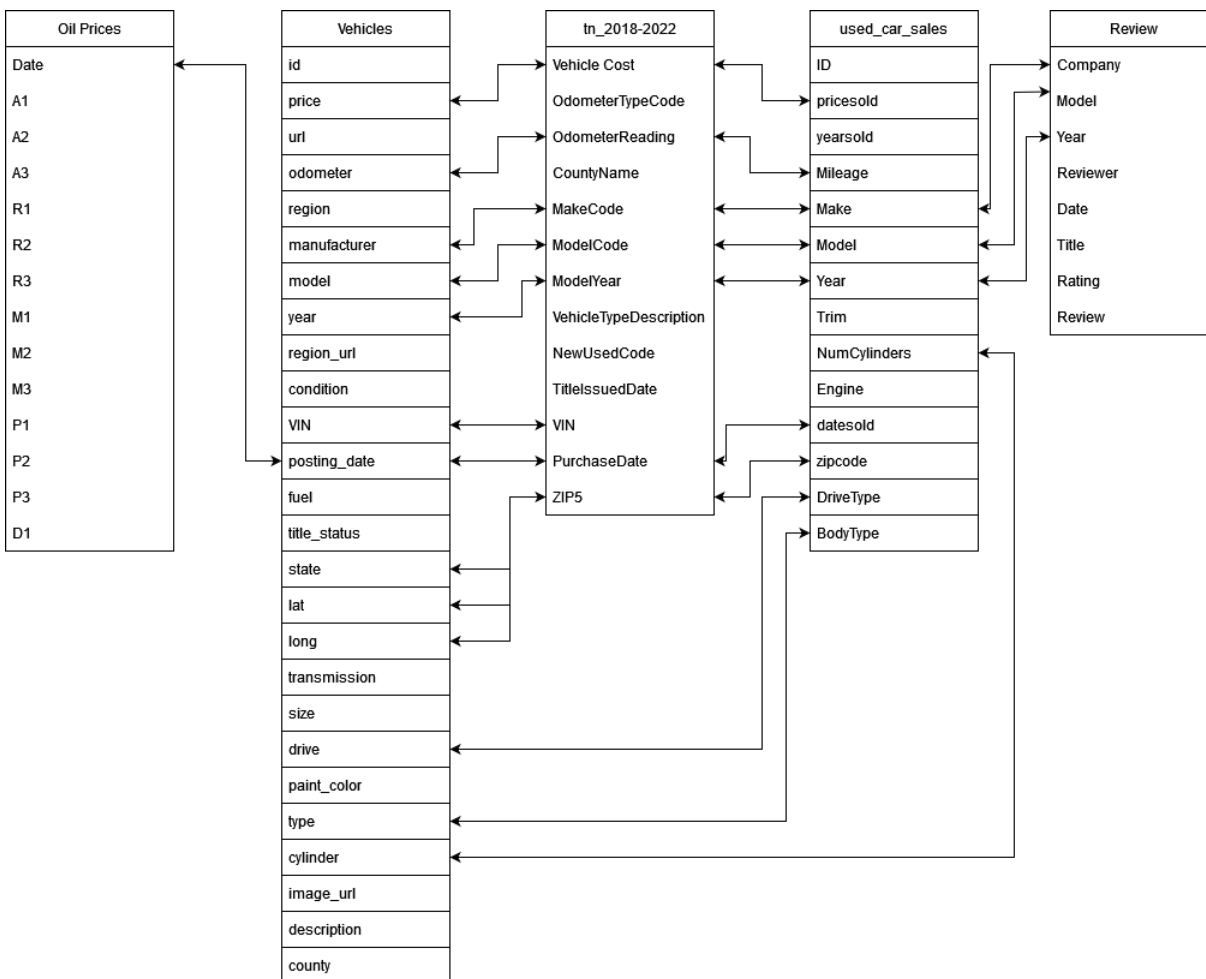 Oil Prices
Date
A1
A2
A3
R1
R2
R3
M1
M2
M3
P1
P2
P3
D1
Vehicles
id
price
url
odometer
region
manufacturer
model
year
region_url
condition
VIN
posting_date
fuel
title_status
state
lat
long
transmission
size
drive
paint_color
type
cylinder
image_url
description
county
tn_2018-2022
Vehicle Cost
OdometerTypeCode
OdometerReading
CountyName
MakeCode
ModelCode
ModelYear
VehicleTypeDescription
NewUsedCode
TitleIssuedDate
VIN
PurchaseDate
ZIP5
used_car_sales
ID
pricesold
yearsold
Mileage
Make
Model
Year
Trim
NumCylinders
Engine
datesold
zipcode
DriveType
BodyType
Review
Company
Model
Year
Reviewer
Date
Title
Rating
Review